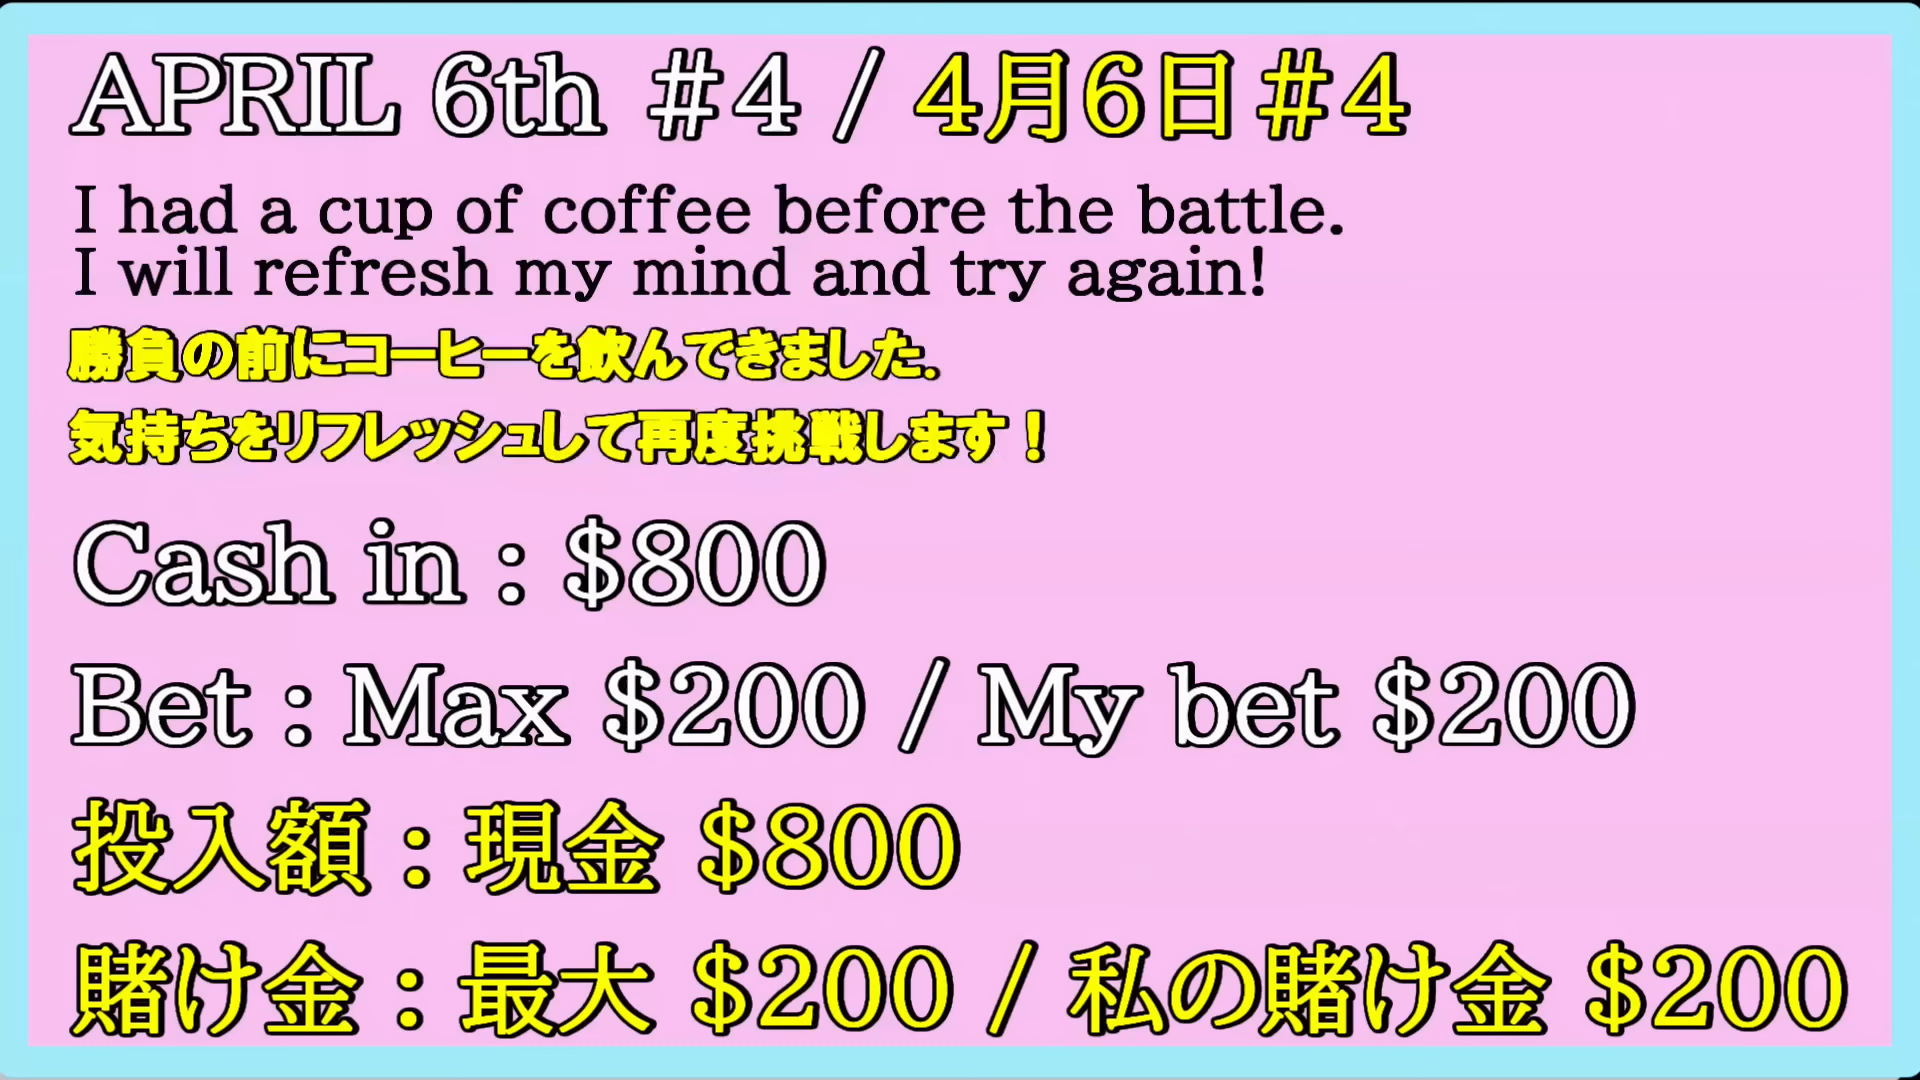 APRIL 6th #4 / 4月6日#4
I had a cup of coffee before the battle.
I will refresh my mind and try again!
勝負の前にコーヒーを飲んできました.
気持ちをリフレッシュして再度挑戦します！
Cash in : $800
Bet : Max $200 / My bet $200
投入額 : 現金 $800
賭け金 : 最大 $200 / 私の賭け金 $200